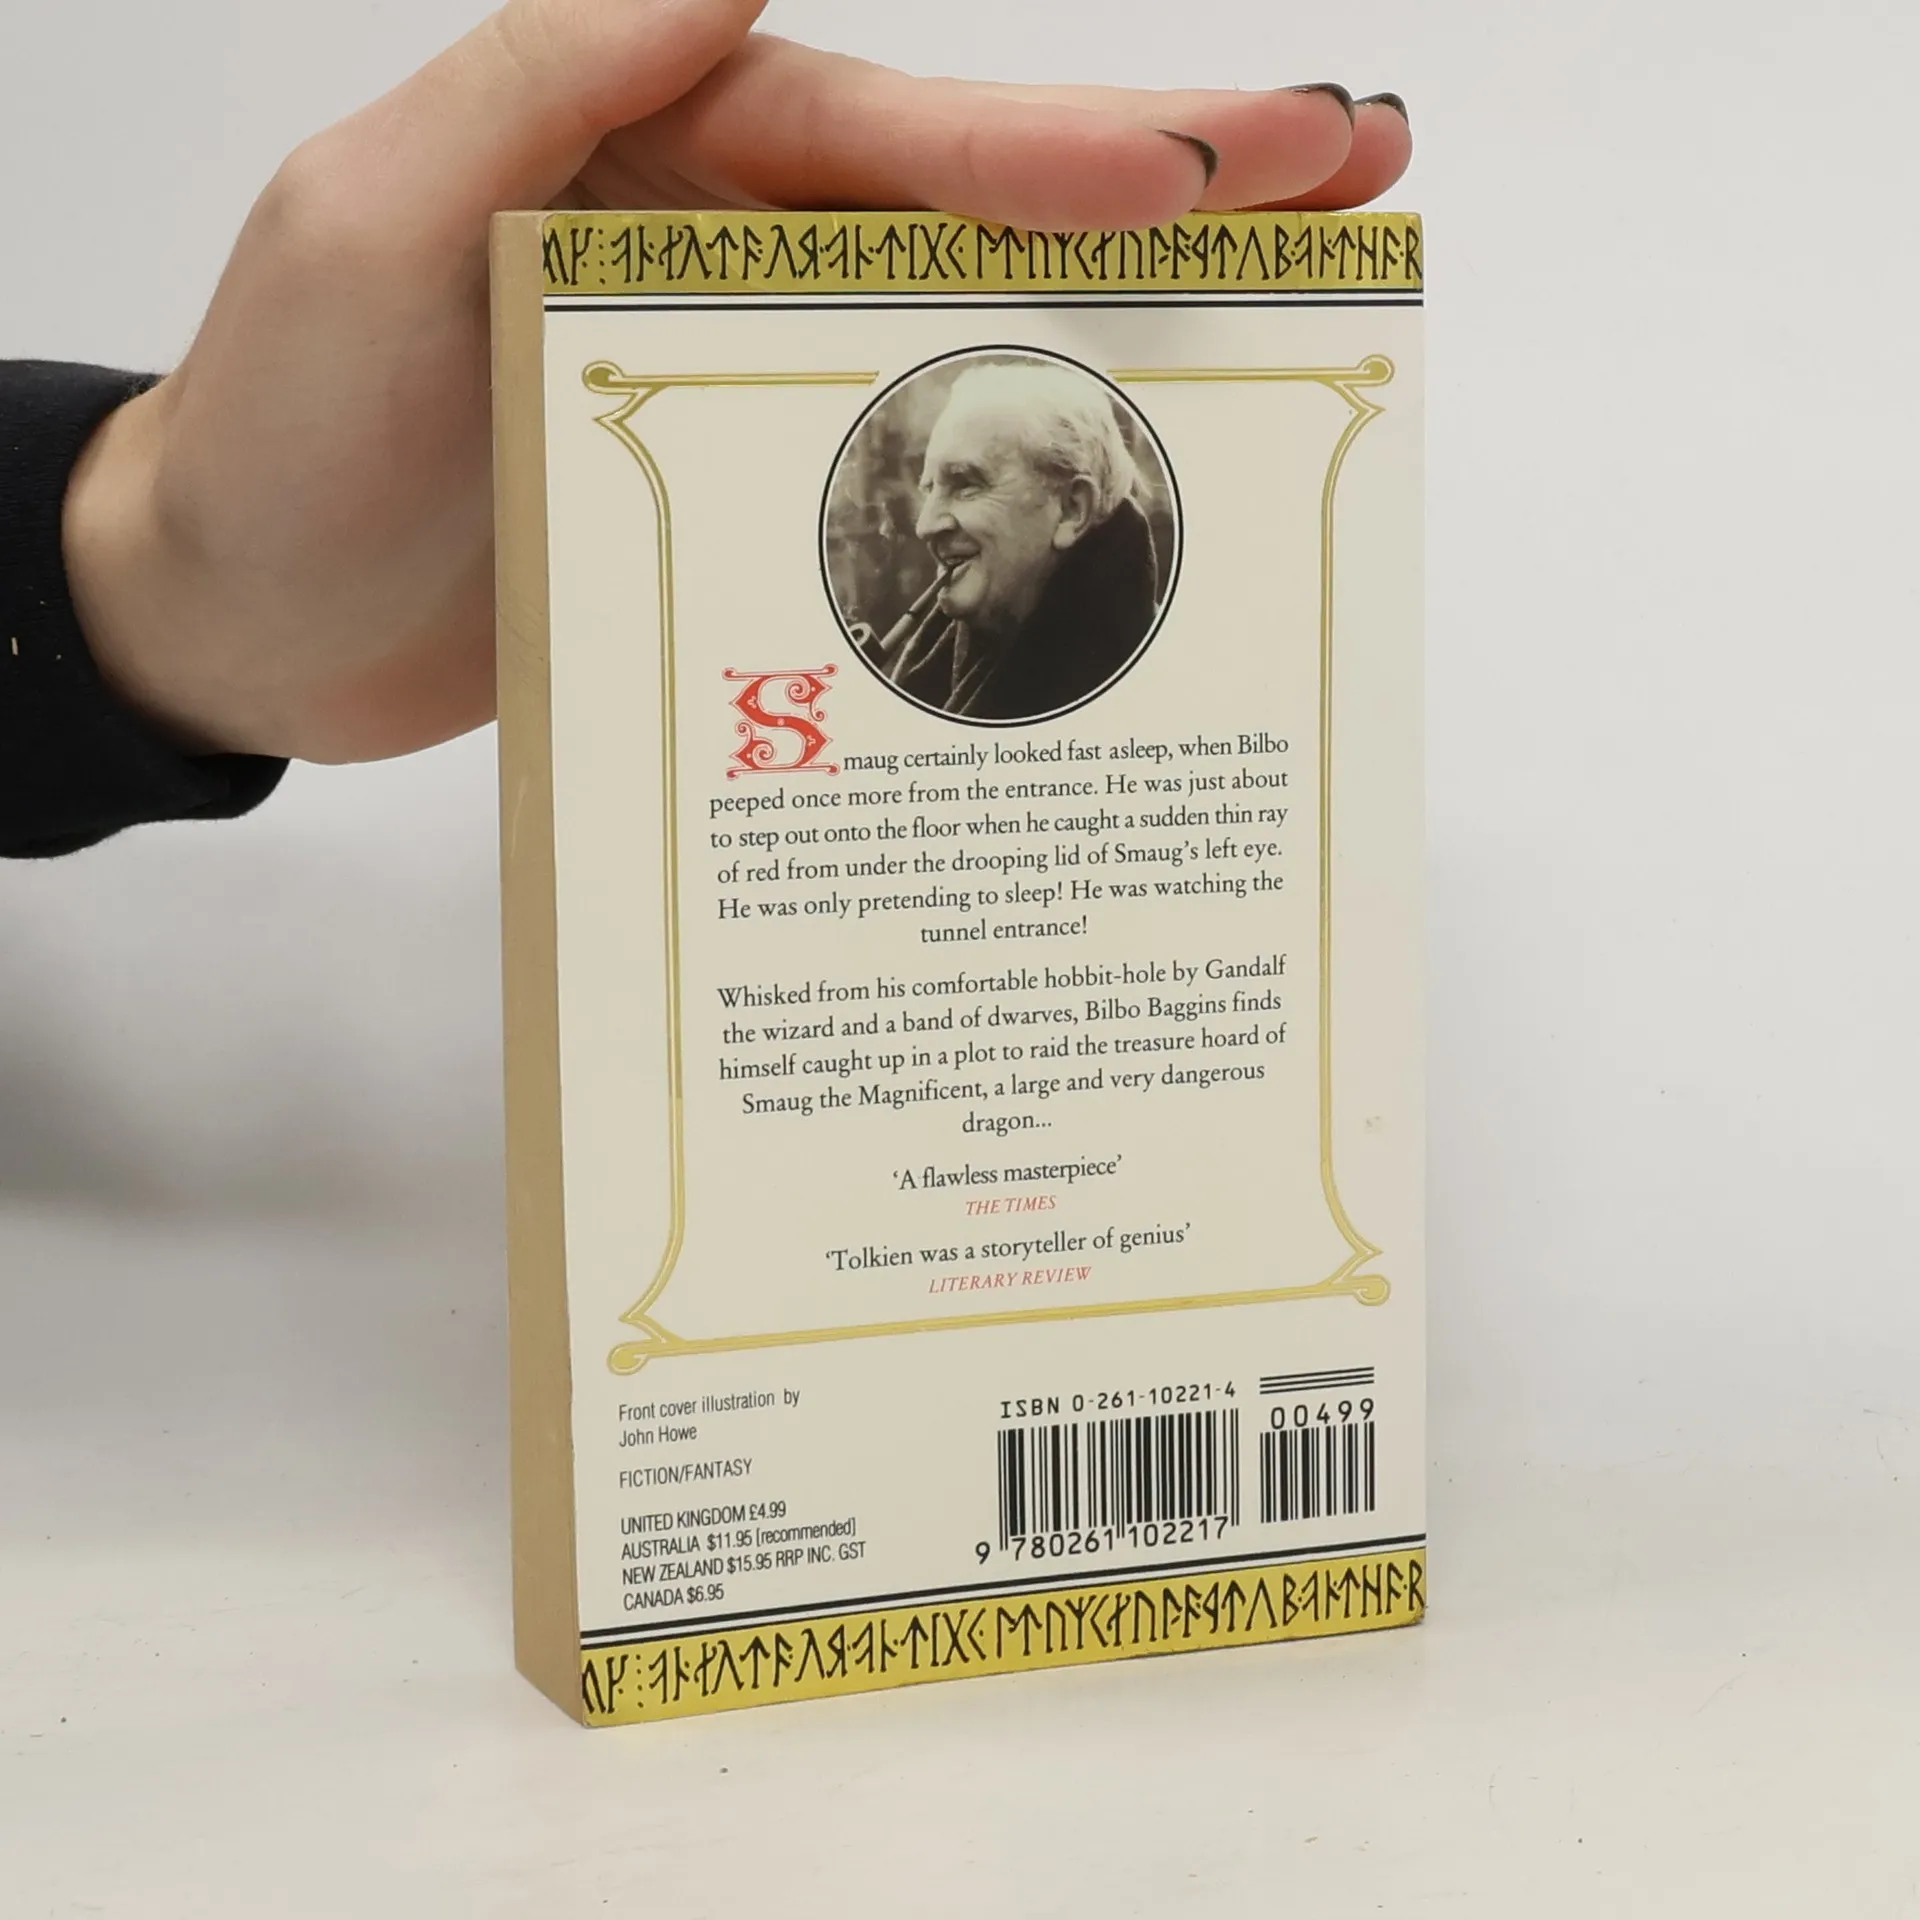 Smaug certainly looked fast asleep, when Bilbo
peeped once more from the entrance. He was just about
to step out onto the floor when he caught a sudden thin ray
of red from under the drooping lid of Smaug's left eye.
He was only pretending to sleep! He was watching the
tunnel entrance!
Whisked from his comfortable hobbit-hole by Gandalf
the wizard and a band of dwarves, Bilbo Baggins finds
himself caught up in a plot to raid the treasure hoard of
Smaug the Magnificent, a large and very dangerous
dragon...
‘A flawless masterpiece’
THE TIMES
‘Tolkien was a storyteller of genius’
LITERARY REVIEW
Front cover illustration by
John Howe
FICTION/FANTASY
UNITED KINGDOM £4.99
AUSTRALIA $11.95 [recommended]
NEW ZEALAND $15.95 RRP INC. GST
CANADA $6.95
ISBN 0-261-10221-4
00499
9 780261 102217